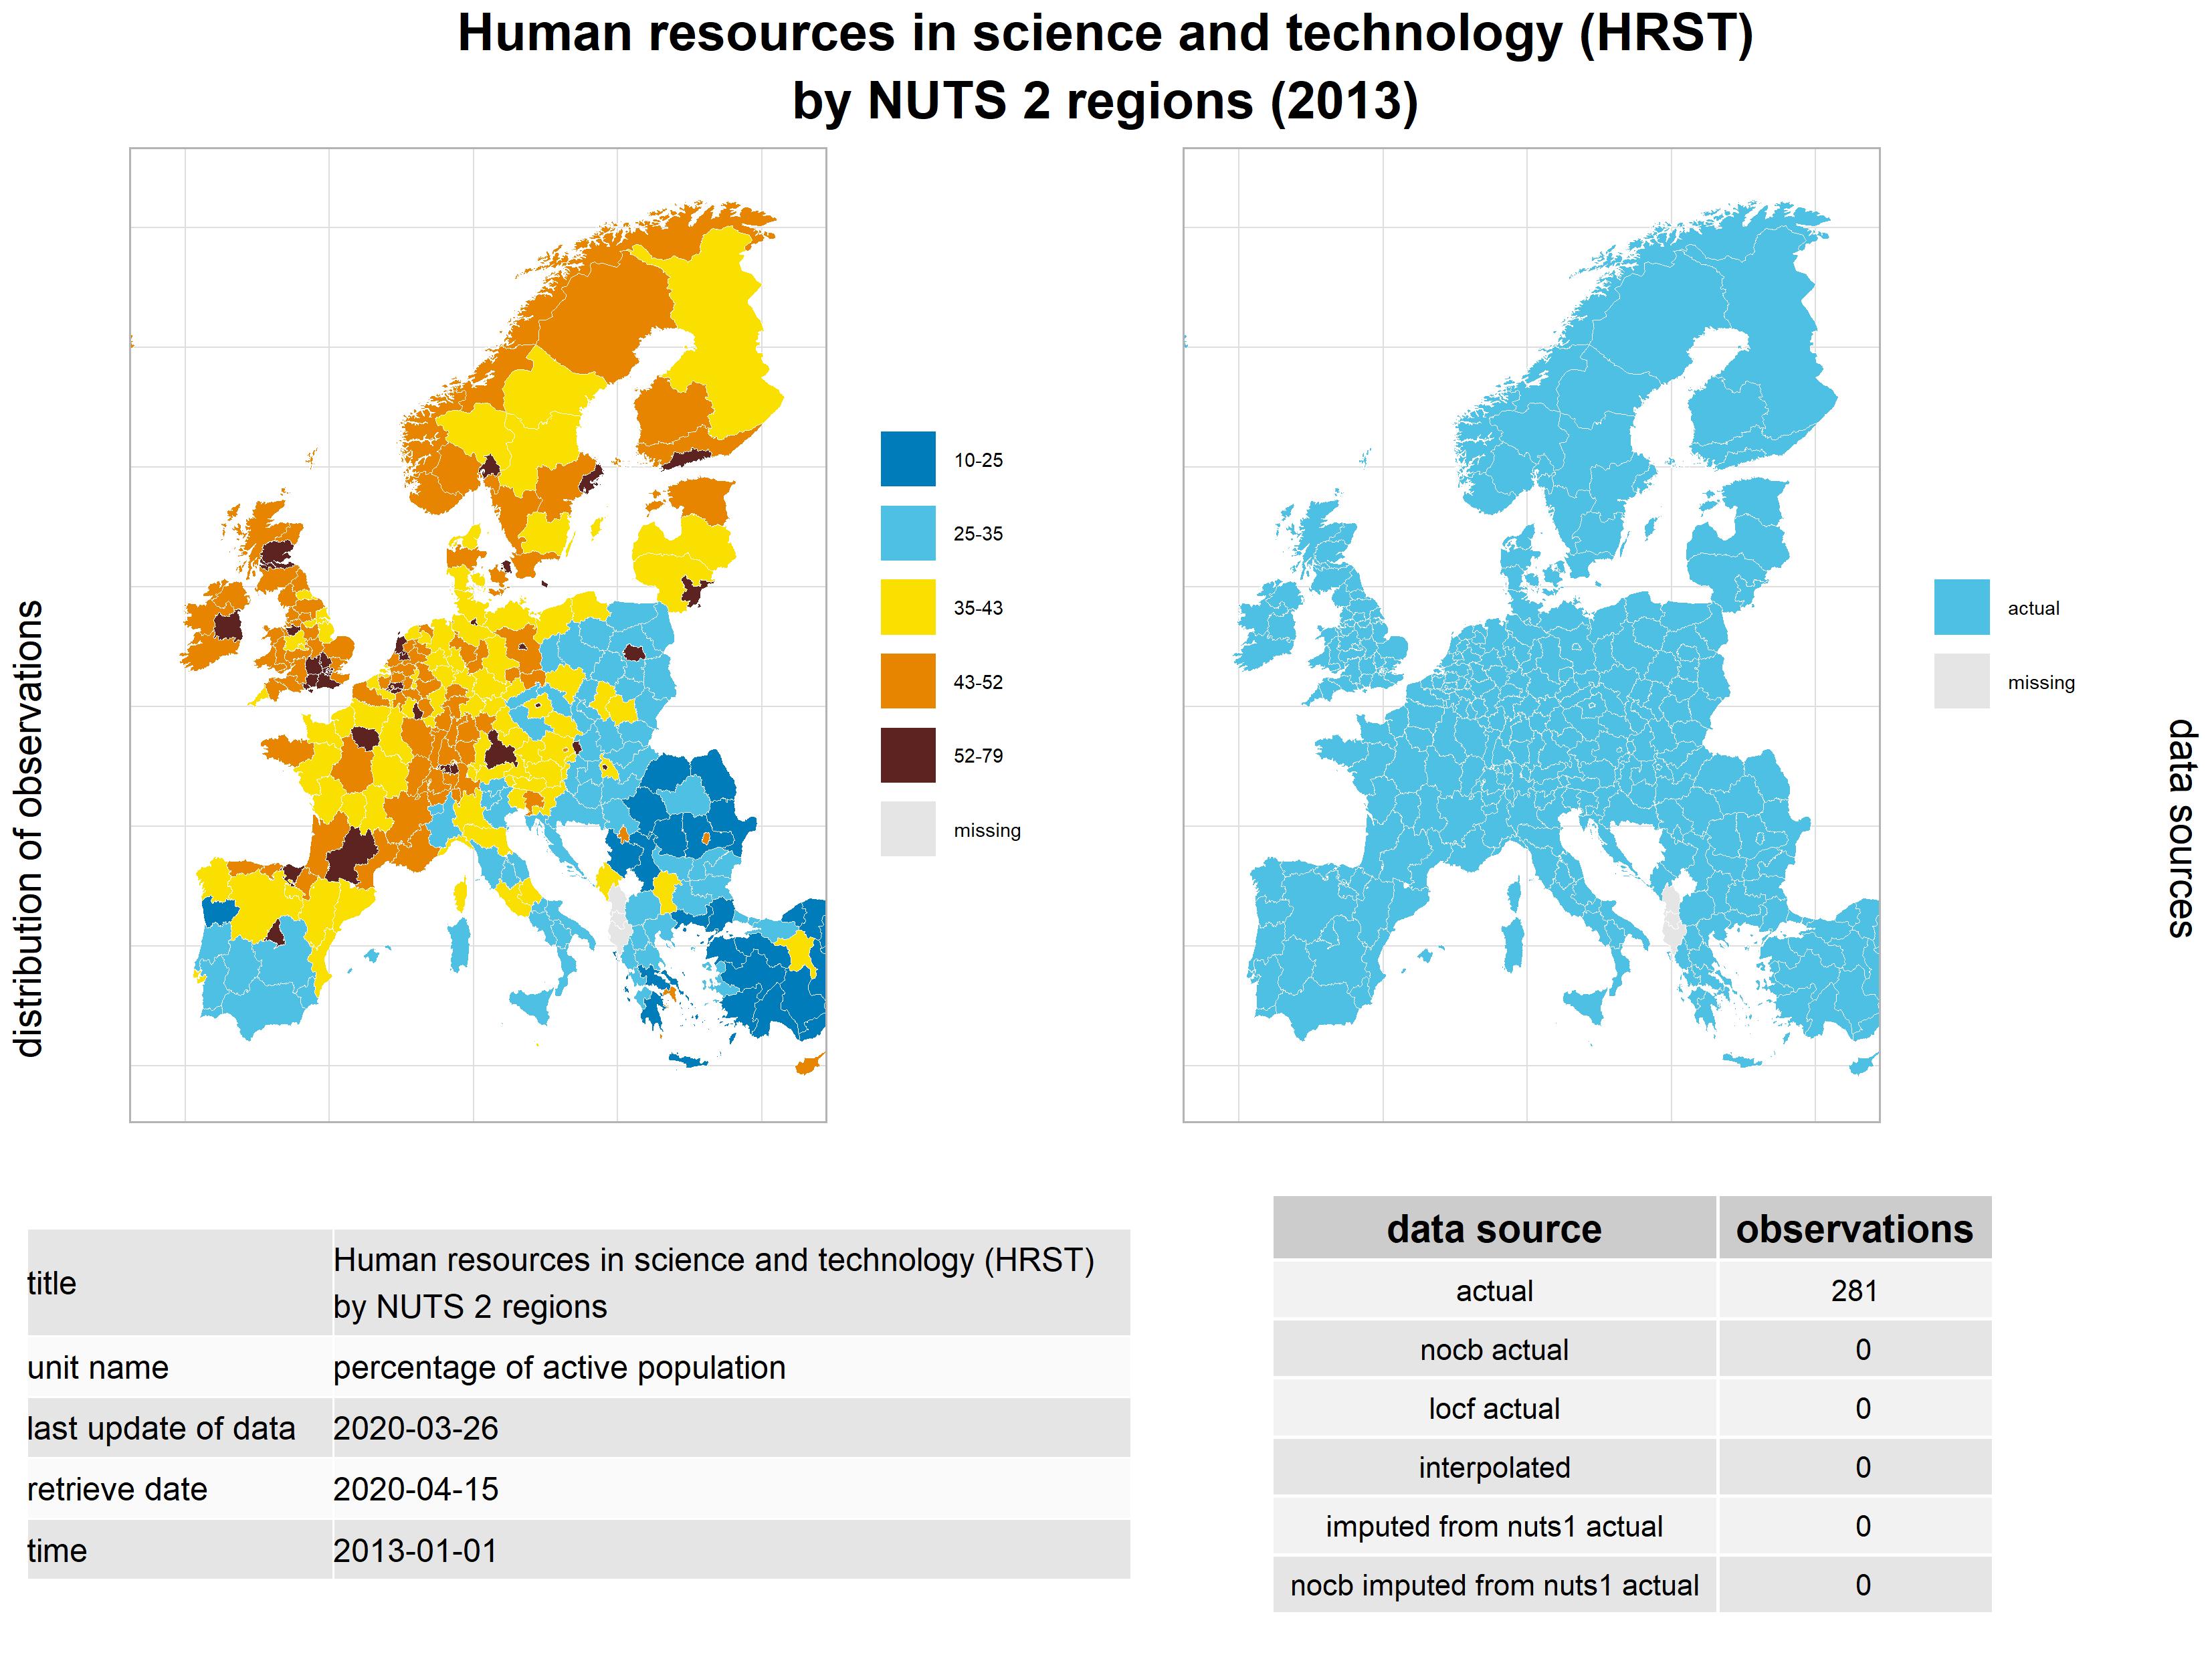 Human resources in science and technology (HRST)
by NUTS 2 regions (2013)
distribution of observations
10-25
25-35
35-43
43-52
52-79
missing
actual
missing
data sources
title
Human resources in science and technology (HRST)
by NUTS 2 regions
unit name percentage of active population
last update of data 2020-03-26
retrieve date 2020-04-15
time 2013-01-01
data source observations
actual 281
nocb actual 0
locf actual 0
interpolated 0
imputed from nuts1 actual 0
nocb imputed from nuts1 actual 0